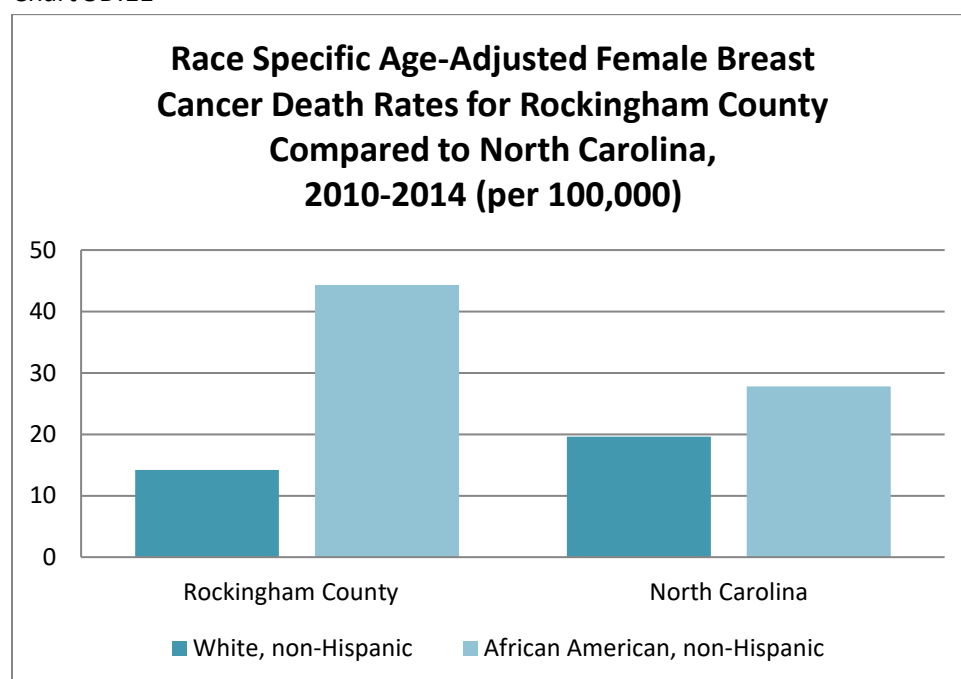 Race Specific Age-Adjusted Female Breast
Cancer Death Rates for Rockingham County
Compared to North Carolina,
2010-2014 (per 100,000)
50
40
30
20
10
0
Rockingham County North Carolina
White, non-Hispanic African American, non-Hispanic